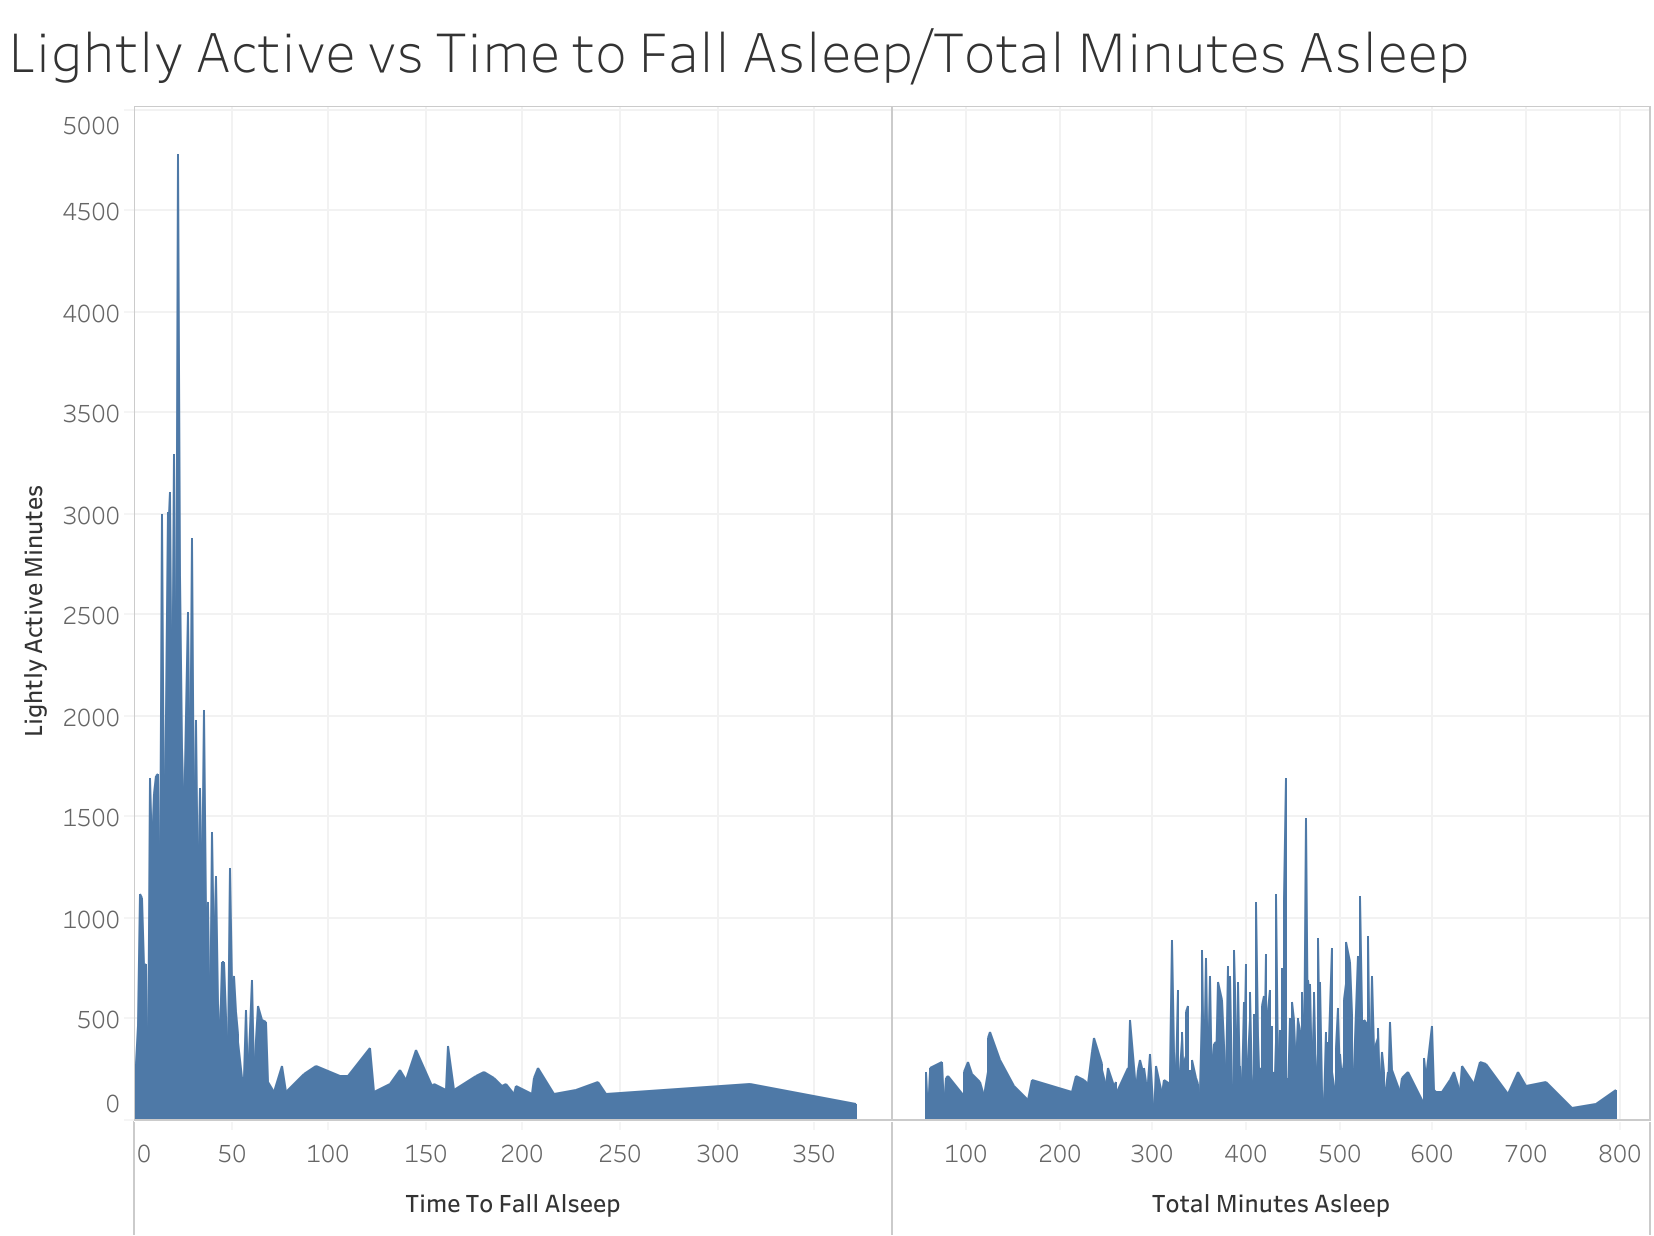 Lightly Active vs Time to Fall Asleep/Total Minutes Asleep
Lightly Active Minutes
5000
4500
4000
3500
3000
2500
2000
1500
1000
500
0
0 50 100 150 200 250 300 350
100 200 300 400 500 600 700 800
Time To Fall Alseep
Total Minutes Asleep